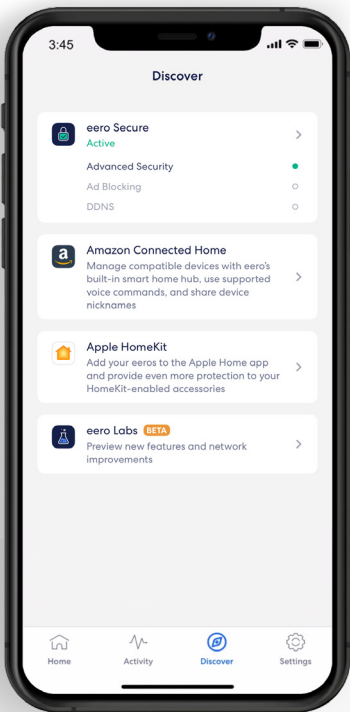 3:45
Discover
eero Secure
Active
Advanced Security
Ad Blocking
DDNS
Amazon Connected Home
Manage compatible devices with eero's
built-in smart home hub, use supported
voice commands, and share device
nicknames
Apple HomeKit
Add your eeros to the Apple Home app
and provide even more protection to your
HomeKit-enabled accessories
eero Labs BETA
Preview new features and network
improvements
Home Activity Discover Settings